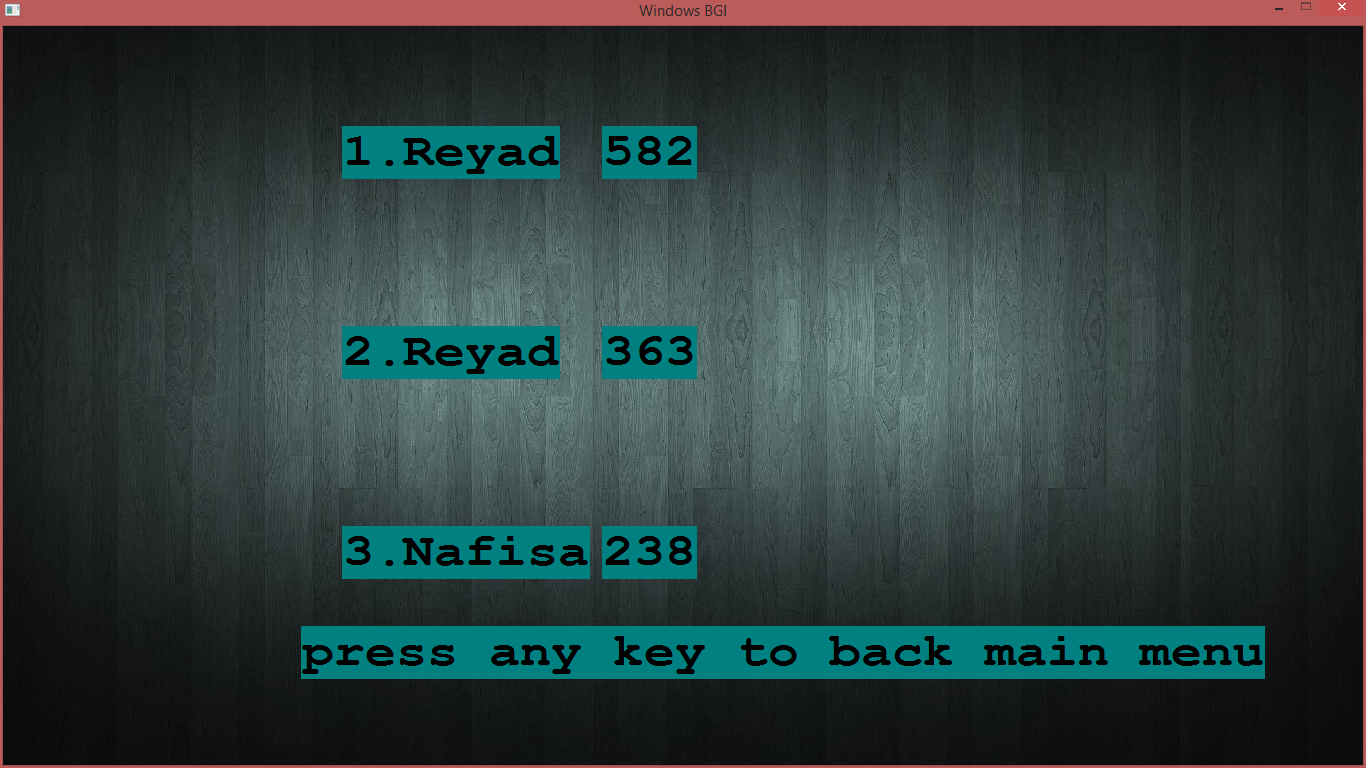 Windows BGI
1.Reyad 582
2.Reyad 363
3.Nafisa 238
press any key to back main menu